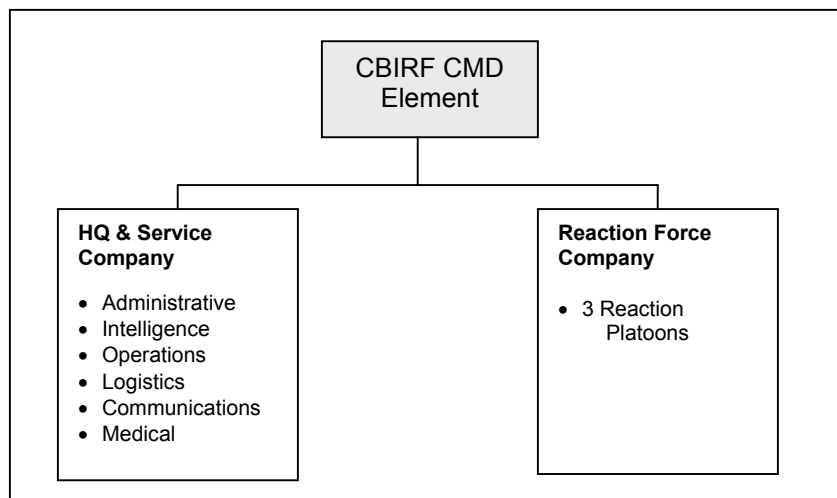 CBIRF CMD
Element
HQ & Service
Company
• Administrative
• Intelligence
• Operations
• Logistics
• Communications
• Medical
Reaction Force
Company
• 3 Reaction
Platoons